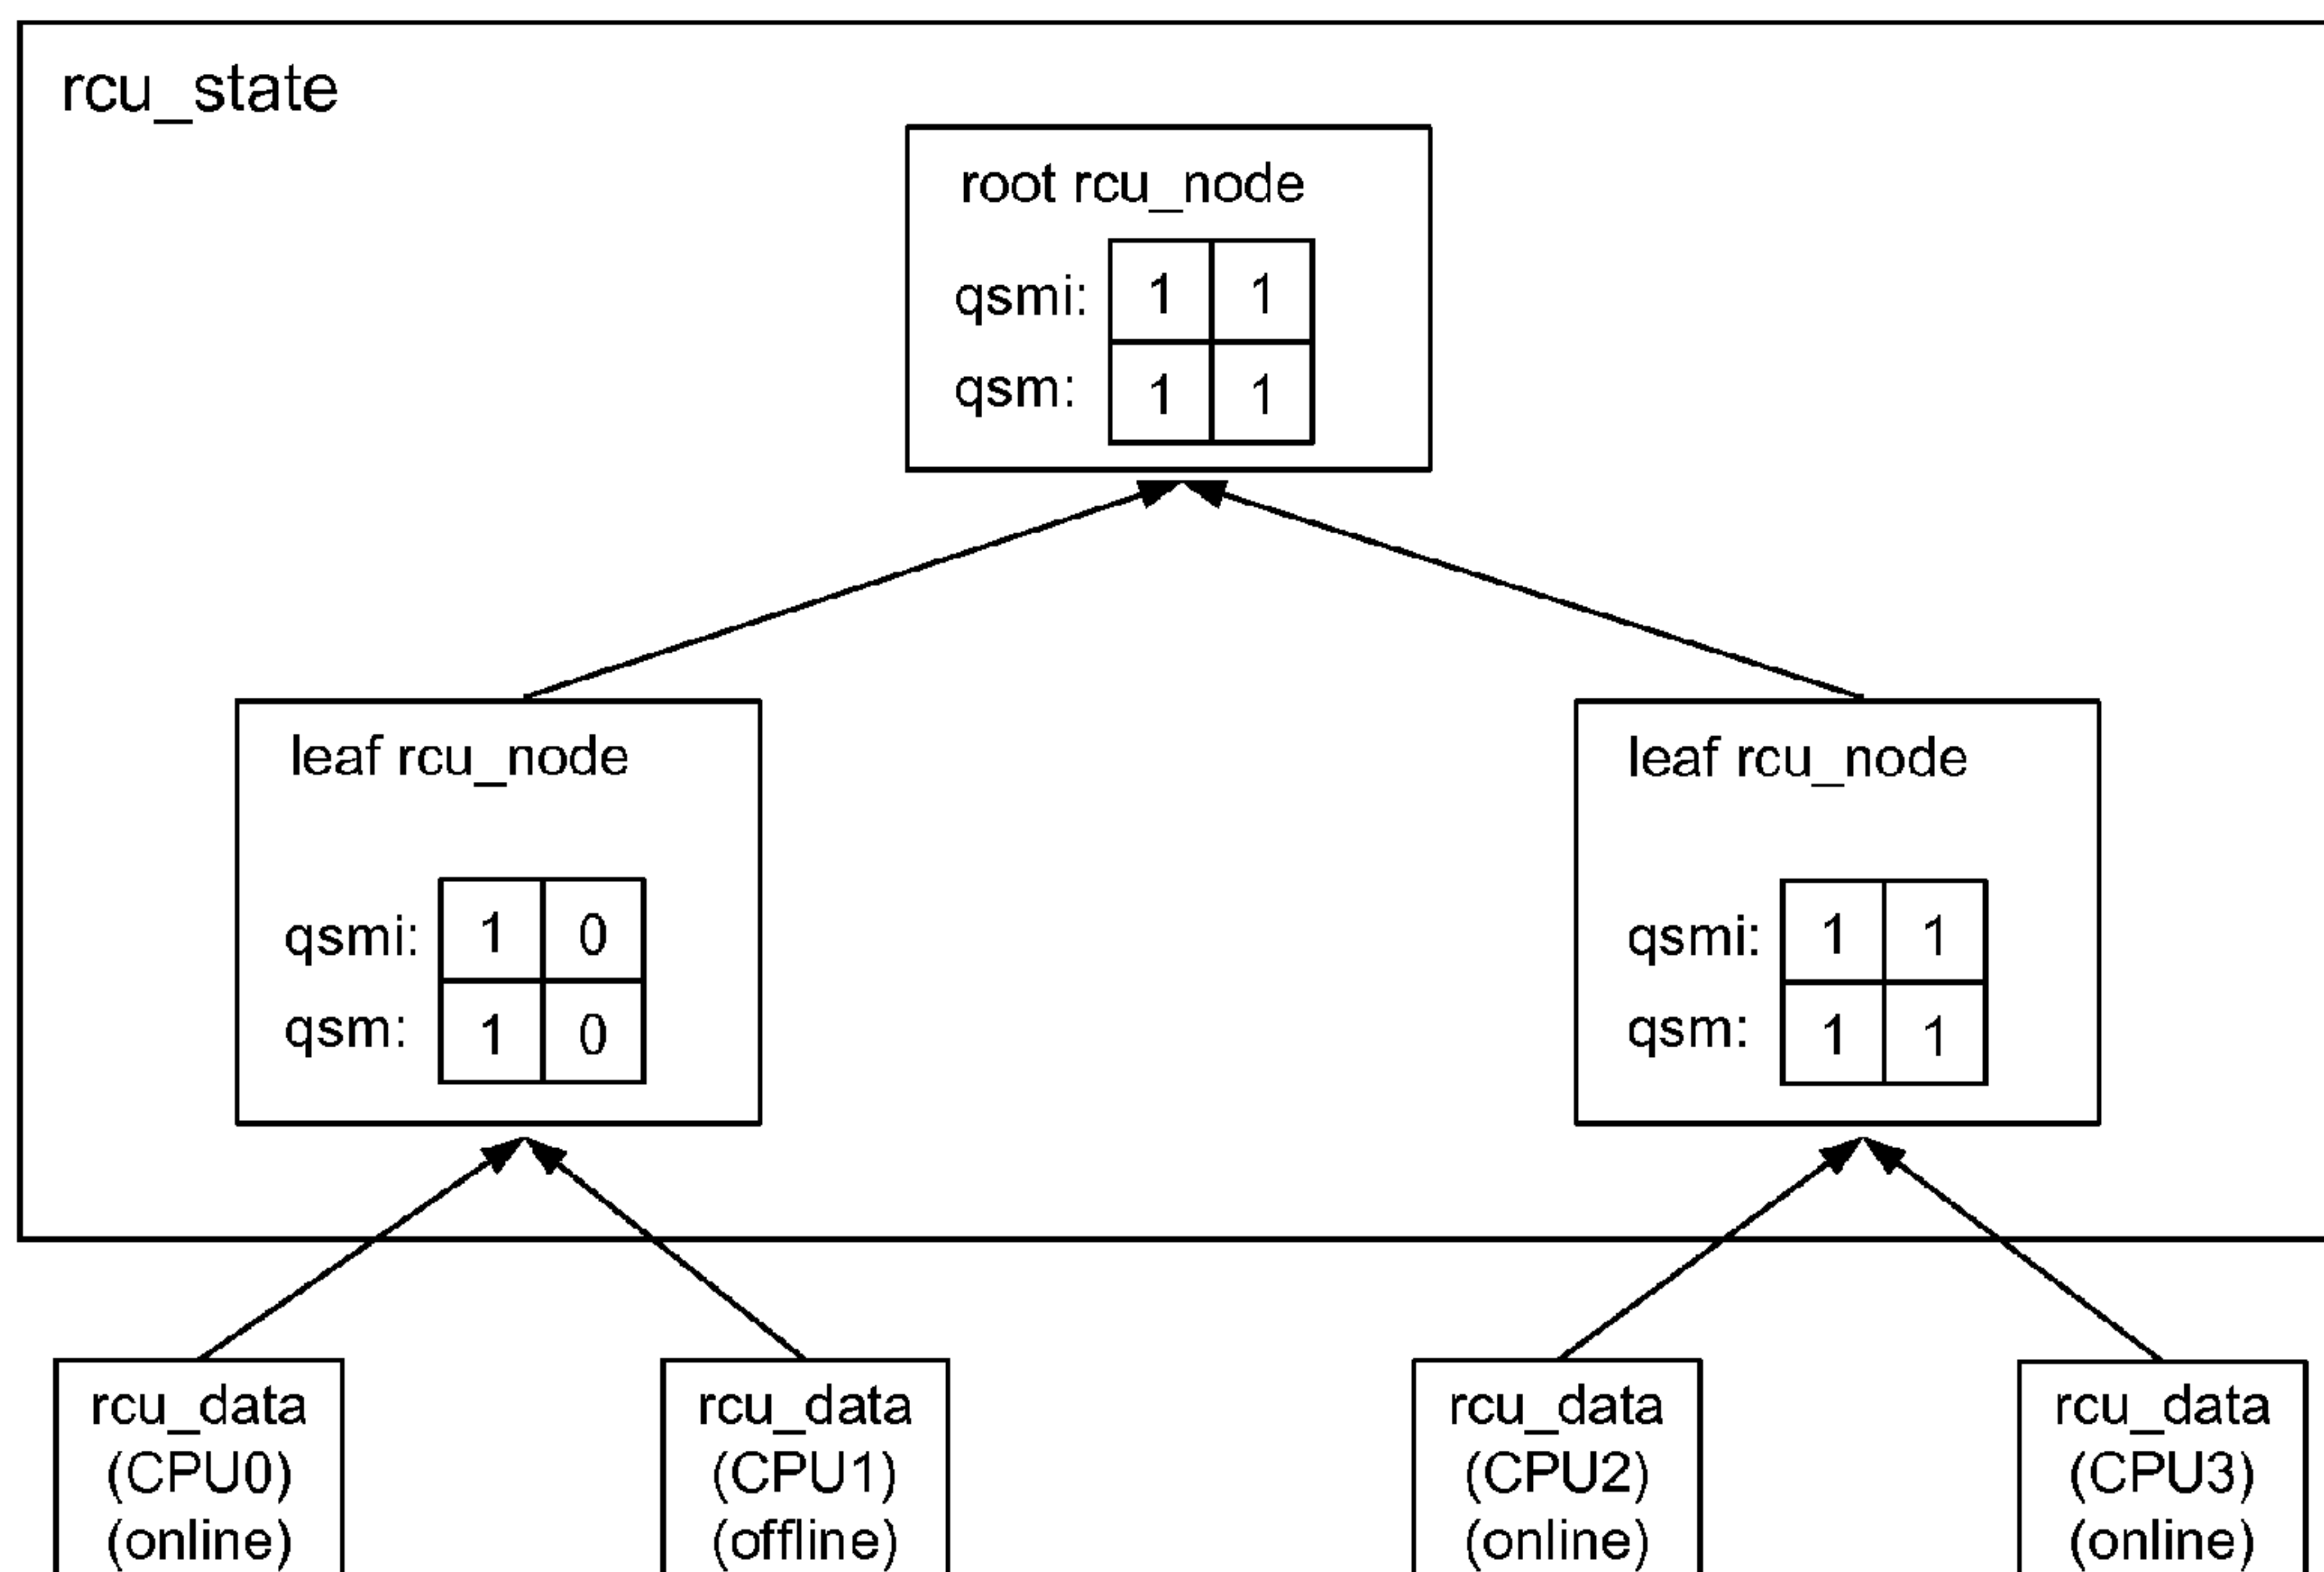 rcu_state
root rcu_node
qsmi: 1 1
qsm: 1 1
leaf rcu_node
qsmi: 1 0
qsm: 1 0
leaf rcu_node
qsmi: 1 1
qsm: 1 1
rcu_data
(CPU0)
(online)
rcu_data
(CPU1)
(offline)
rcu_data
(CPU2)
(online)
rcu_data
(CPU3)
(online)